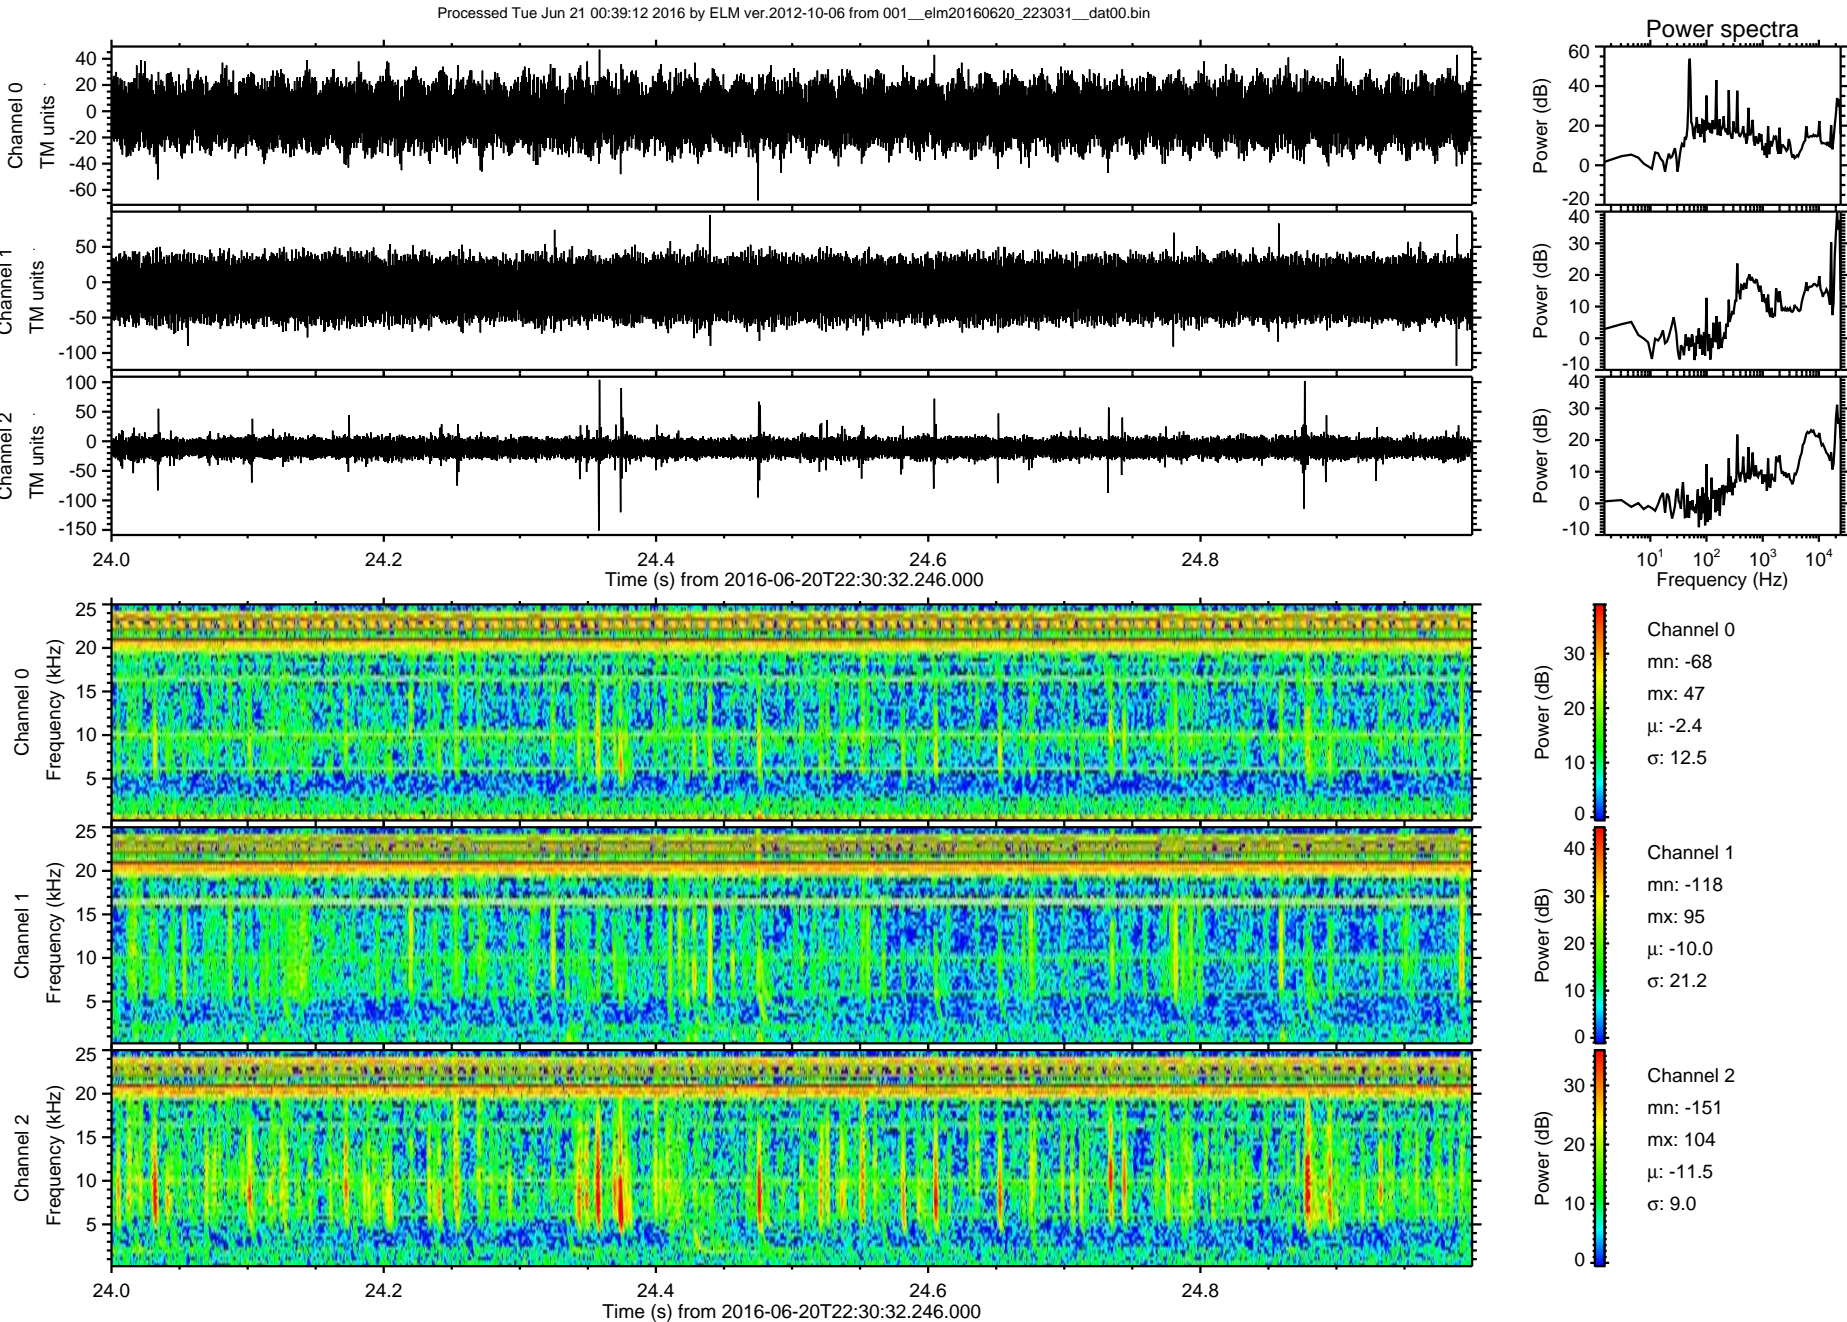 Processed Tue Jun 21 00:39:12 2016 by ELM ver.2012-10-06 from 001__elm20160620_223031__dat00.bin
Power spectra
Channel 0
TM units
40
20
0
-20
-40
-60
Power (dB)
60
40
20
0
-20
Channel 1
TM units
50
0
-50
-100
Power (dB)
40
30
20
10
0
-10
Channel 2
TM units
100
50
0
-50
-100
-150
Power (dB)
40
30
20
10
0
-10
24.0 24.2 24.4 24.6 24.8
Time (s) from 2016-06-20T22:30:32.246.000
10^1 10^2 10^3 10^4
Frequency (Hz)
Channel 0
Frequency (kHz)
25
20
15
10
5
Power (dB)
30
20
10
0
Channel 0
mn: -68
mx: 47
μ: -2.4
σ: 12.5
Channel 1
Frequency (kHz)
25
20
15
10
5
Power (dB)
40
30
20
10
0
Channel 1
mn: -118
mx: 95
μ: -10.0
σ: 21.2
Channel 2
Frequency (kHz)
25
20
15
10
5
Power (dB)
30
20
10
0
Channel 2
mn: -151
mx: 104
μ: -11.5
σ: 9.0
24.0 24.2 24.4 24.6 24.8
Time (s) from 2016-06-20T22:30:32.246.000